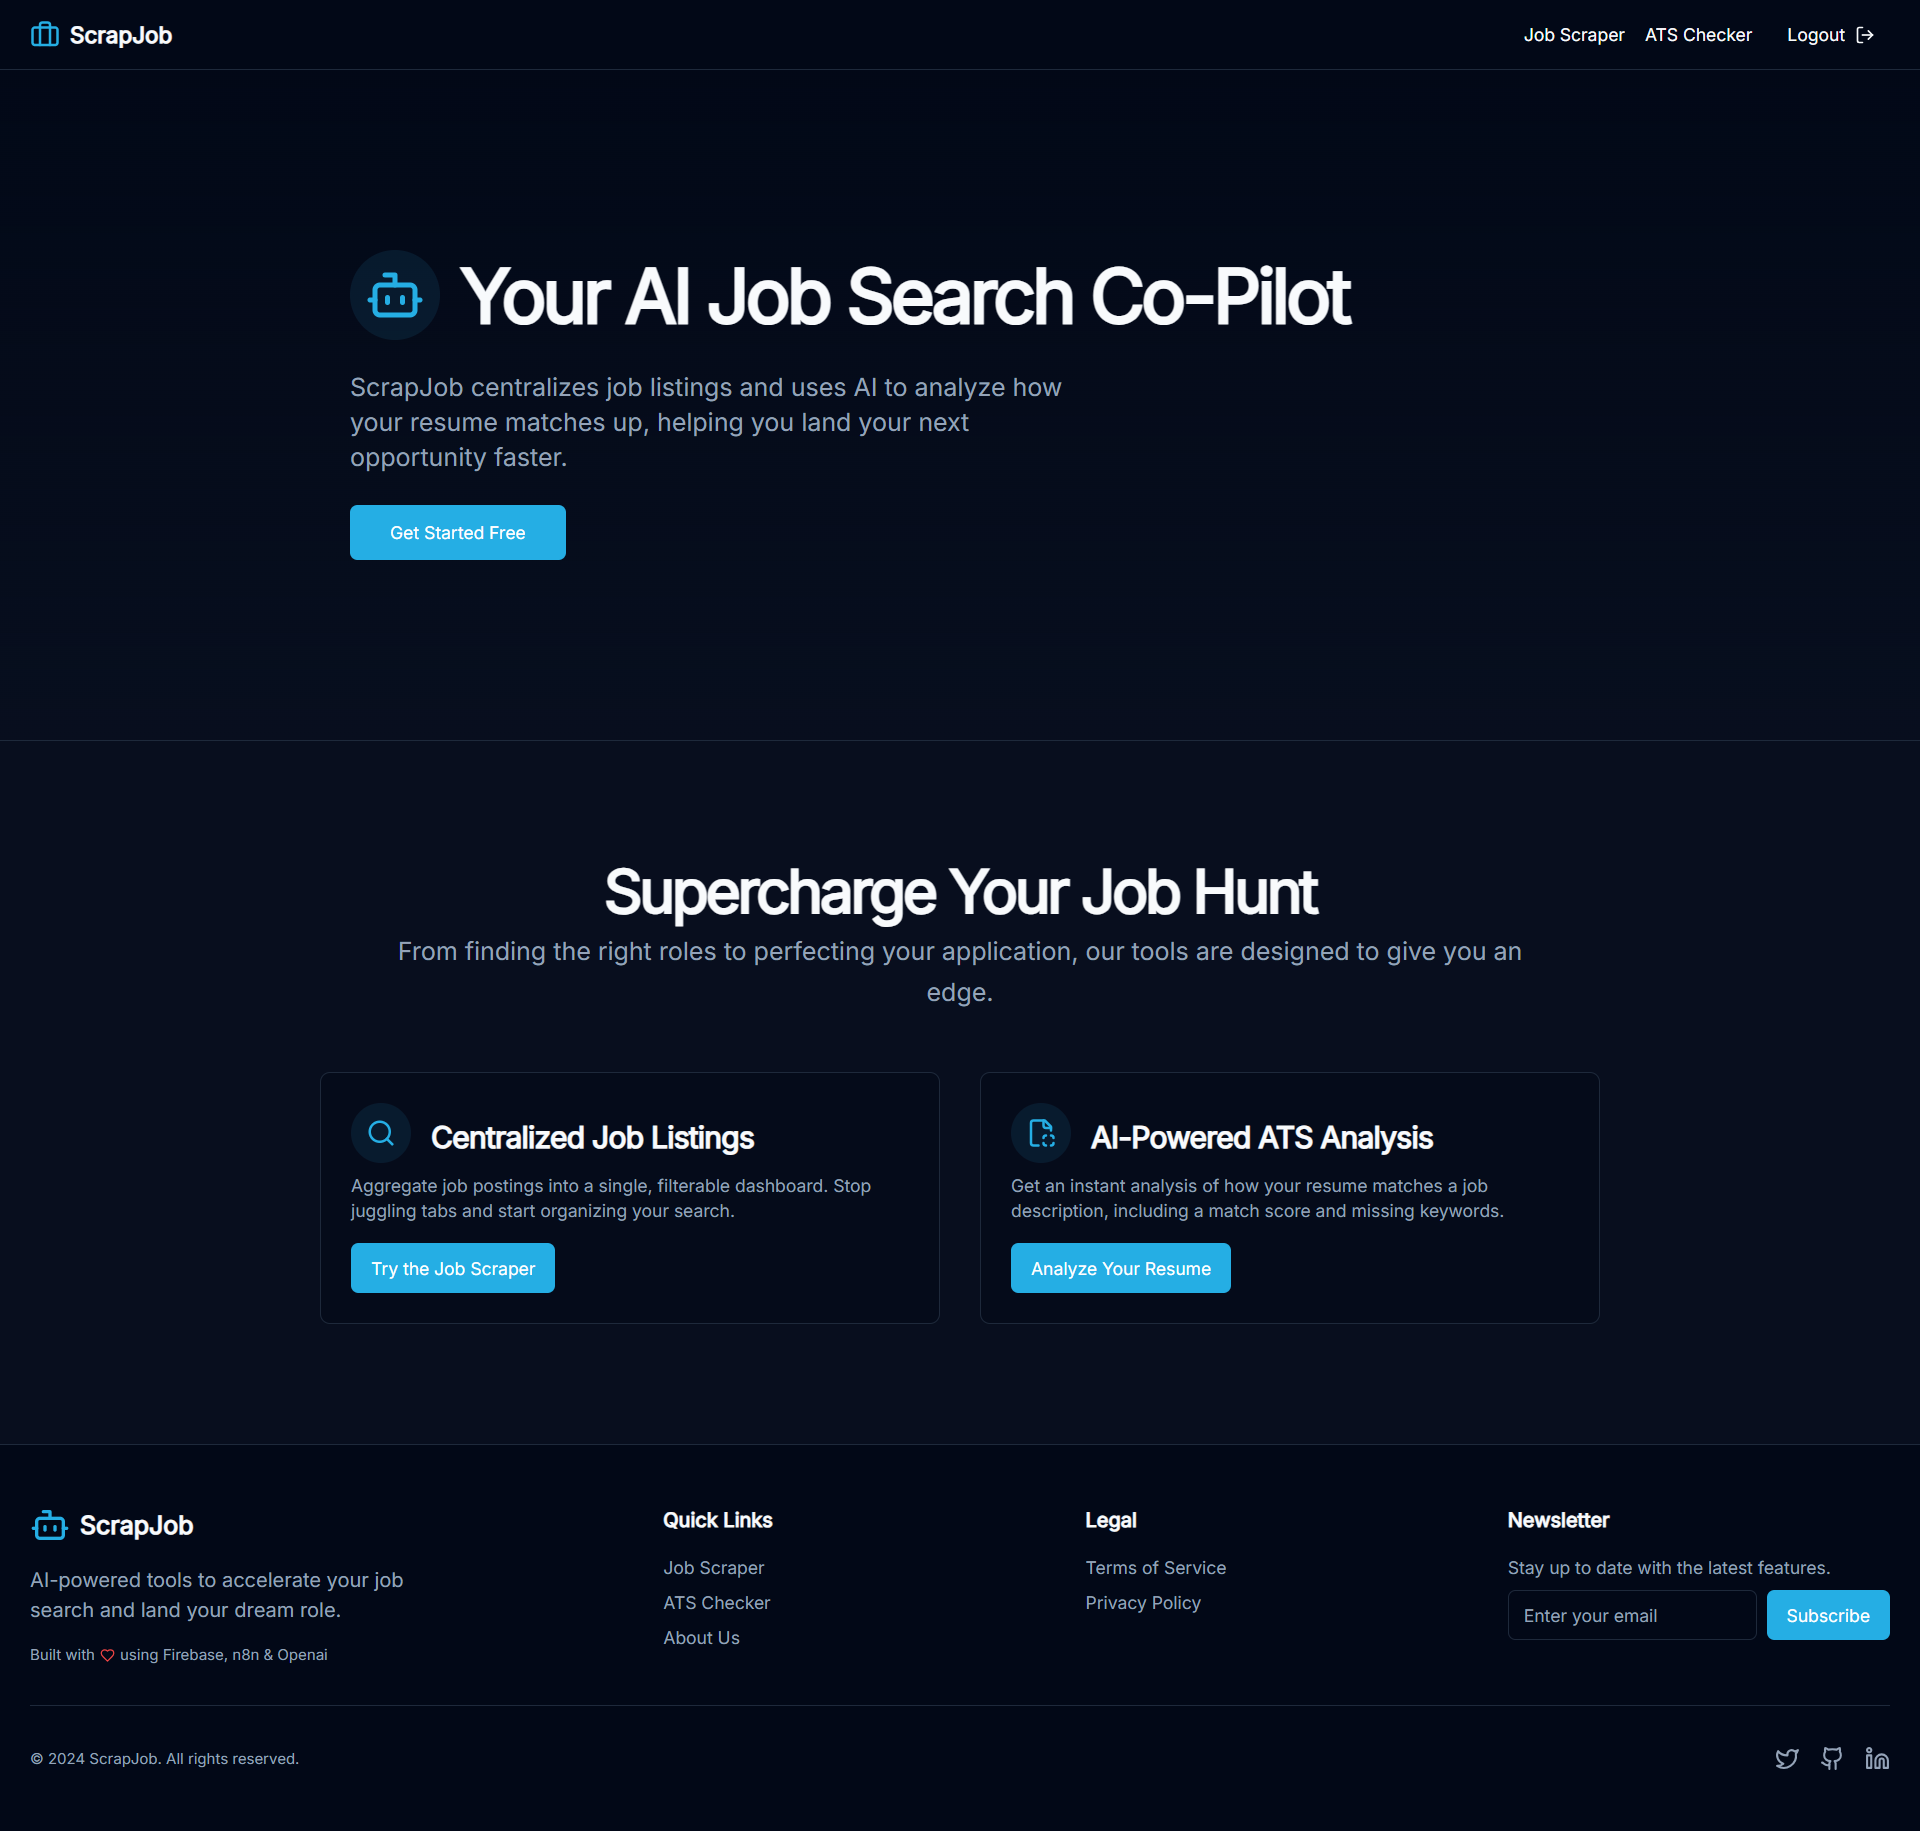 ScrapJob
Job Scraper ATS Checker Logout
Your AI Job Search Co-Pilot
ScrapJob centralizes job listings and uses AI to analyze how
your resume matches up, helping you land your next
opportunity faster.
Get Started Free
Supercharge Your Job Hunt
From finding the right roles to perfecting your application, our tools are designed to give you an
edge.
Centralized Job Listings
Aggregate job postings into a single, filterable dashboard. Stop
juggling tabs and start organizing your search.
Try the Job Scraper
AI-Powered ATS Analysis
Get an instant analysis of how your resume matches a job
description, including a match score and missing keywords.
Analyze Your Resume
ScrapJob
AI-powered tools to accelerate your job
search and land your dream role.
Built with using Firebase, n8n & Openai
Quick Links
Job Scraper
ATS Checker
About Us
Legal
Terms of Service
Privacy Policy
Newsletter
Stay up to date with the latest features.
Enter your email
Subscribe
© 2024 ScrapJob. All rights reserved.